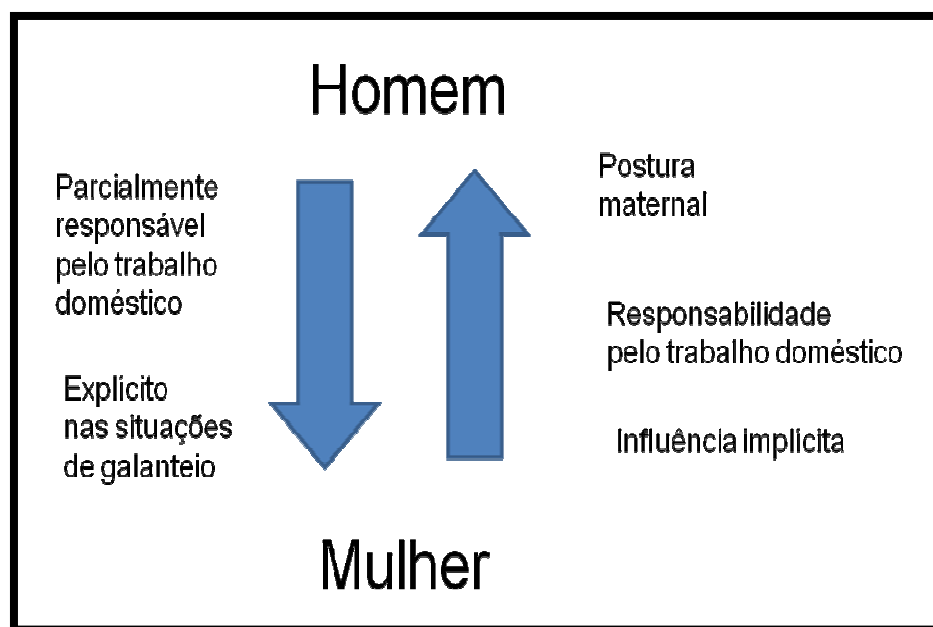 Homem
Parcialmente
responsável
pelo trabalho
doméstico
Explícito
nas situações
de galanteio
Postura
maternal
Responsabilidade
pelo trabalho doméstico
Influência implícita
Mulher